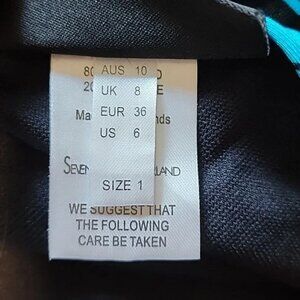 AUS 10
UK 8
EUR 36
US 6
SIZE 1
WE SUGGEST THAT
THE FOLLOWING
CARE BE TAKEN